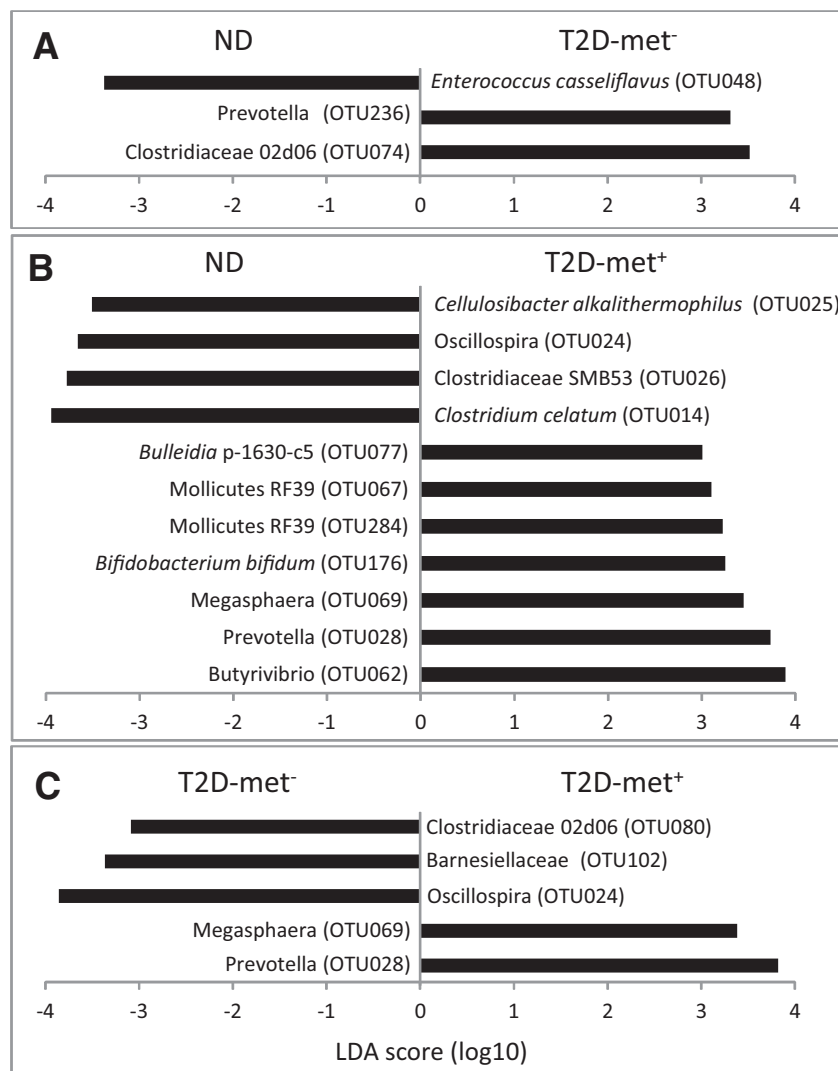 A
ND T2D-met⁻
Enterococcus casseliflavus (OTU048)
Prevotella (OTU236)
Clostridiaceae 02d06 (OTU074)
-4 -3 -2 -1 0 1 2 3 4
B
ND T2D-met⁺
Cellulosibacter alkalithermophilus (OTU025)
Oscillospira (OTU024)
Clostridiaceae SMB53 (OTU026)
Clostridium celatum (OTU014)
Bulleidia p-1630-c5 (OTU077)
Mollicutes RF39 (OTU067)
Mollicutes RF39 (OTU284)
Bifidobacterium bifidum (OTU176)
Megasphaera (OTU069)
Prevotella (OTU028)
Butyrivibrio (OTU062)
-4 -3 -2 -1 0 1 2 3 4
C
T2D-met⁻ T2D-met⁺
Clostridiaceae 02d06 (OTU080)
Barnesiellaceae (OTU102)
Oscillospira (OTU024)
Megasphaera (OTU069)
Prevotella (OTU028)
-4 -3 -2 -1 0 1 2 3 4
LDA score (log10)